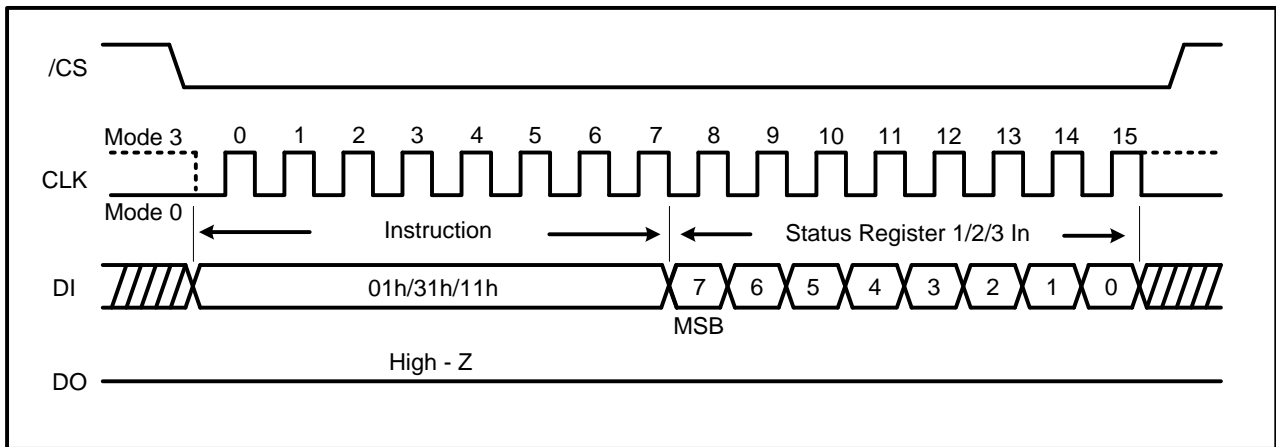 /CS
Mode 3 0 1 2 3 4 5 6 7 8 9 10 11 12 13 14 15
CLK
Mode 0
Instruction Status Register 1/2/3 In
DI 01h/31h/11h 7 6 5 4 3 2 1 0
MSB
High - Z
DO